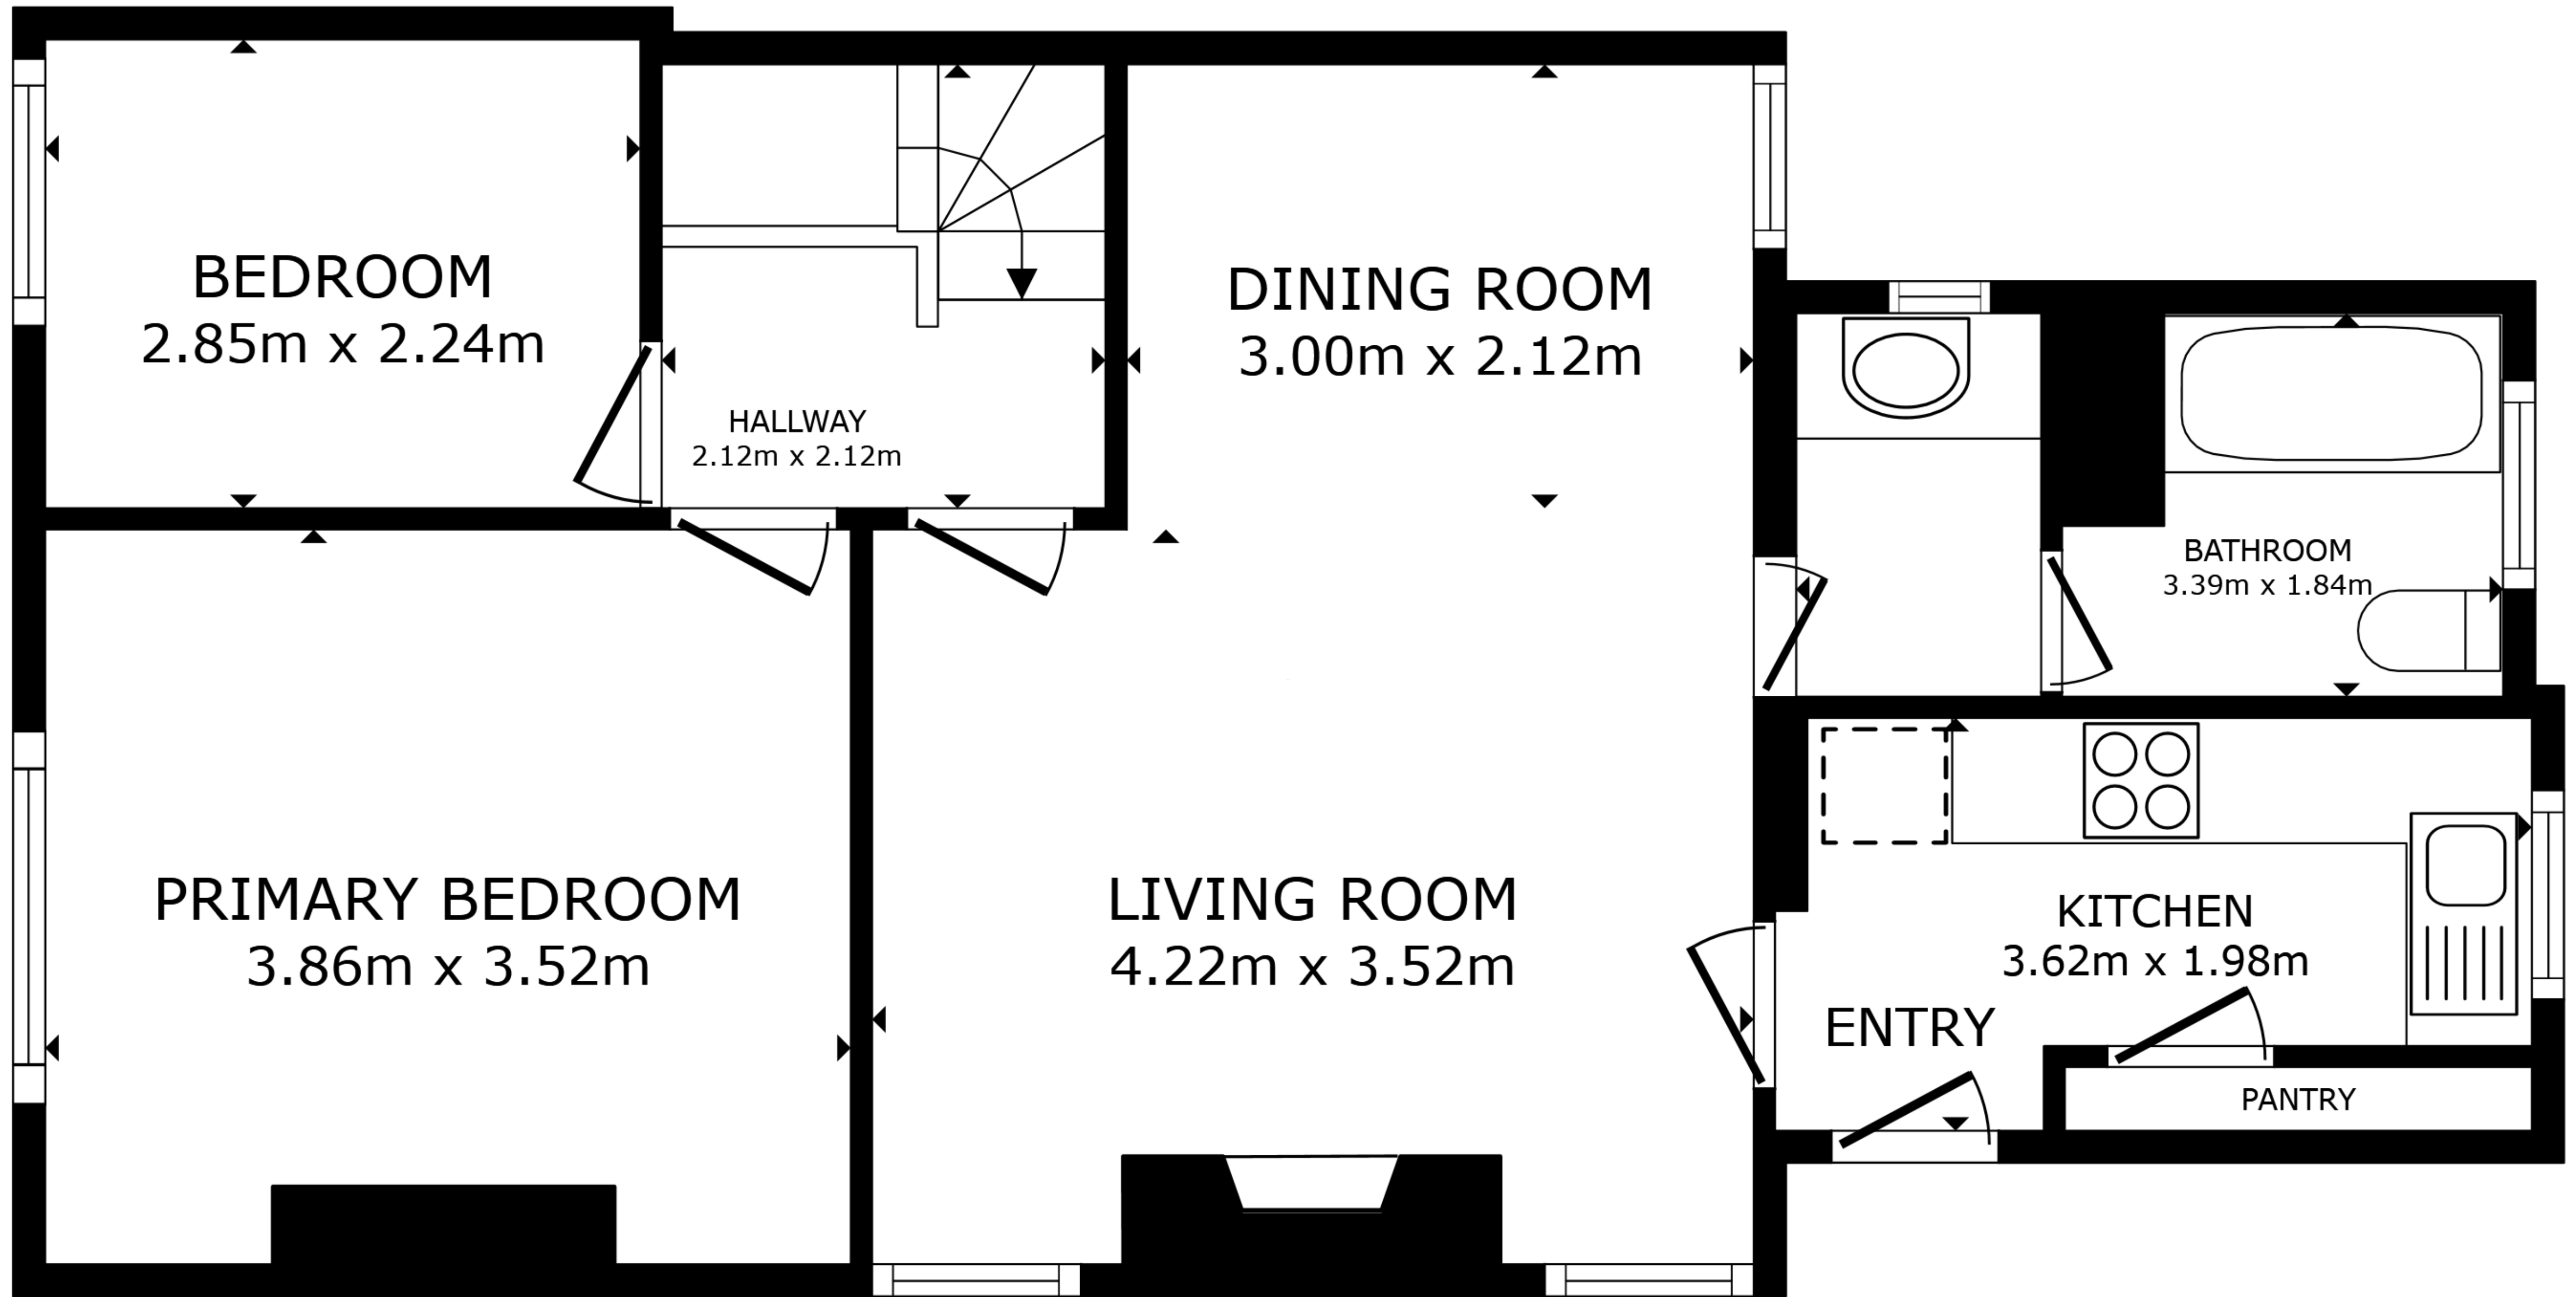 BEDROOM
2.85m x 2.24m
HALLWAY
2.12m x 2.12m
DINING ROOM
3.00m x 2.12m
BATHROOM
3.39m x 1.84m
PRIMARY BEDROOM
3.86m x 3.52m
LIVING ROOM
4.22m x 3.52m
KITCHEN
3.62m x 1.98m
ENTRY
PANTRY